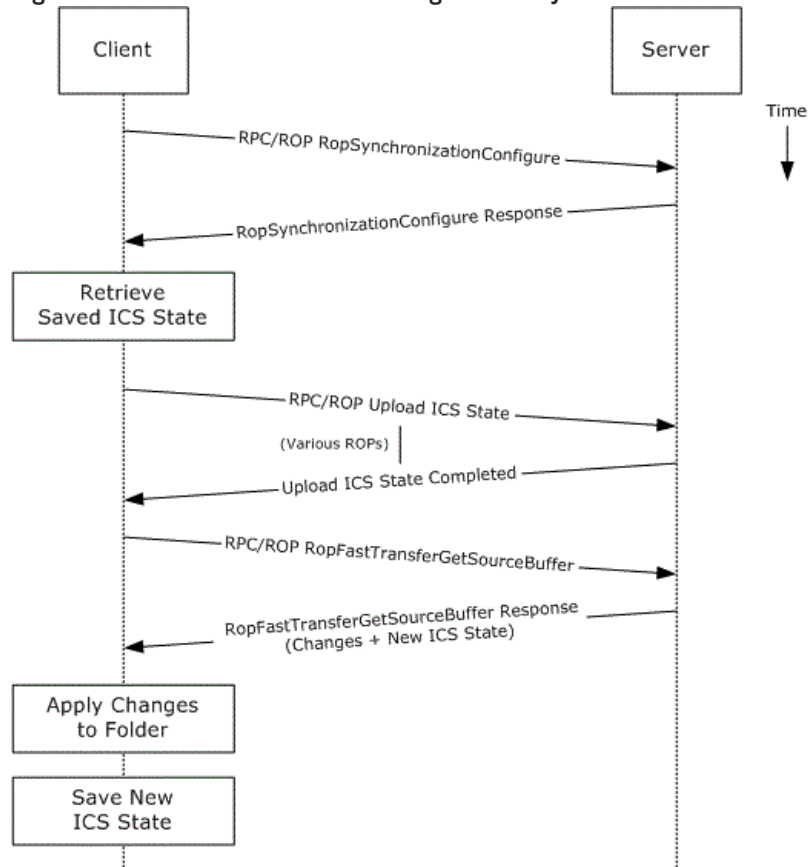 Client
Server
Time
RPC/ROP RopSynchronizationConfigure
RopSynchronizationConfigure Response
Retrieve
Saved ICS State
RPC/ROP Upload ICS State
(Various ROPs)
Upload ICS State Completed
RPC/ROP RopFastTransferGetSourceBuffer
RopFastTransferGetSourceBuffer Response
(Changes + New ICS State)
Apply Changes
to Folder
Save New
ICS State